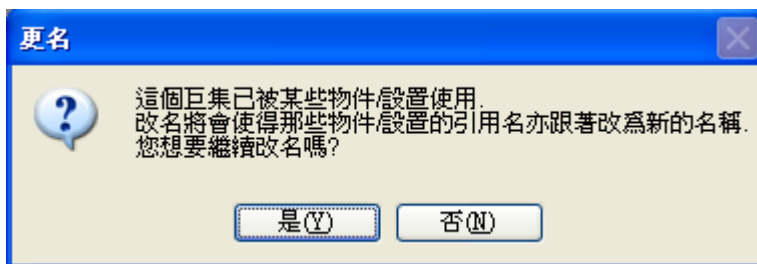 更名
這個巨集已被某些物件/設置使用.
改名將會使得那些物件/設置的引用名亦跟著改為新的名稱.
您想要繼續改名嗎?
是(Y)
否(N)